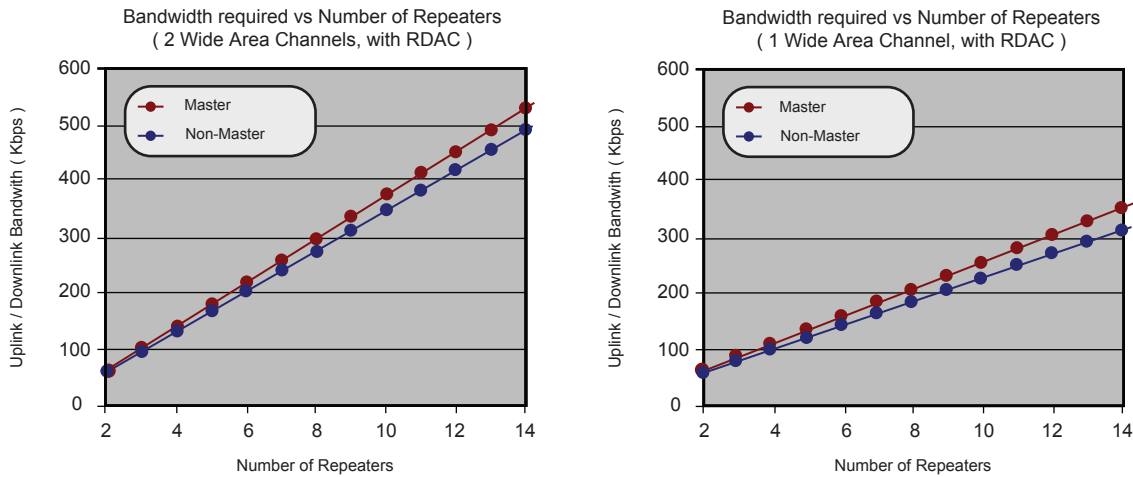 Bandwidth required vs Number of Repeaters
( 2 Wide Area Channels, with RDAC )
600
500
400
300
200
100
0
Master
Non-Master
Uplink / Downlink Bandwith ( Kbps )
2 4 6 8 10 12 14
Number of Repeaters
Bandwidth required vs Number of Repeaters
( 1 Wide Area Channel, with RDAC )
600
500
400
300
200
100
0
Master
Non-Master
Uplink / Downlink Bandwith ( Kbps )
2 4 6 8 10 12 14
Number of Repeaters